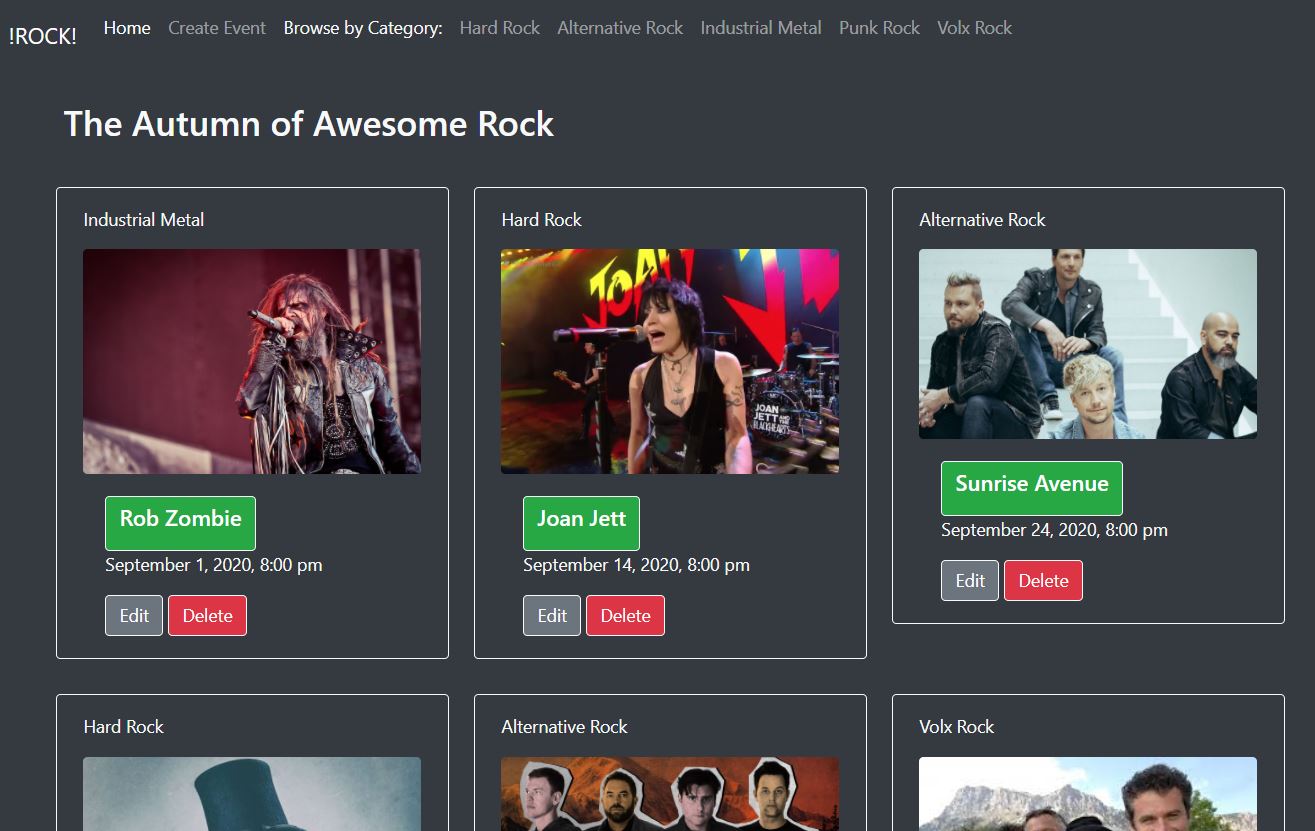 !ROCK! Home Create Event Browse by Category: Hard Rock Alternative Rock Industrial Metal Punk Rock Volx Rock
The Autumn of Awesome Rock
Industrial Metal
Rob Zombie
September 1, 2020, 8:00 pm
Edit Delete
Hard Rock
JOAN
JOAN
JETT AND THE
BLACKHEARTS
Joan Jett
September 14, 2020, 8:00 pm
Edit Delete
Alternative Rock
Sunrise Avenue
September 24, 2020, 8:00 pm
Edit Delete
Hard Rock
Alternative Rock
Volx Rock